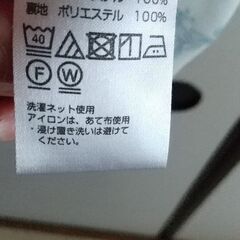 100%
裏地 ポリエステル 100%
40
F W
洗濯ネット使用
アイロンは、あて布使用
・浸け置き洗いは避けて
ください。